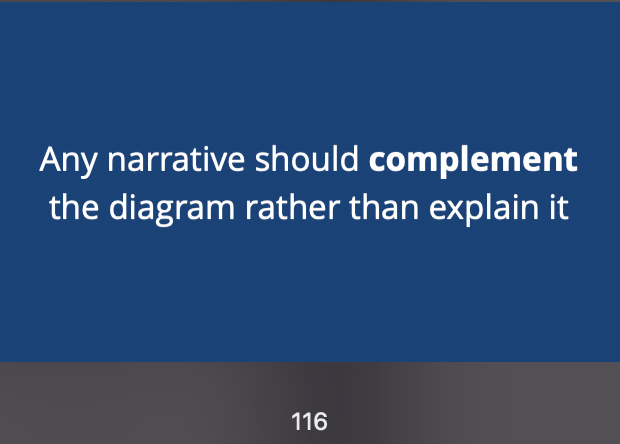 Any narrative should complement
the diagram rather than explain it
116